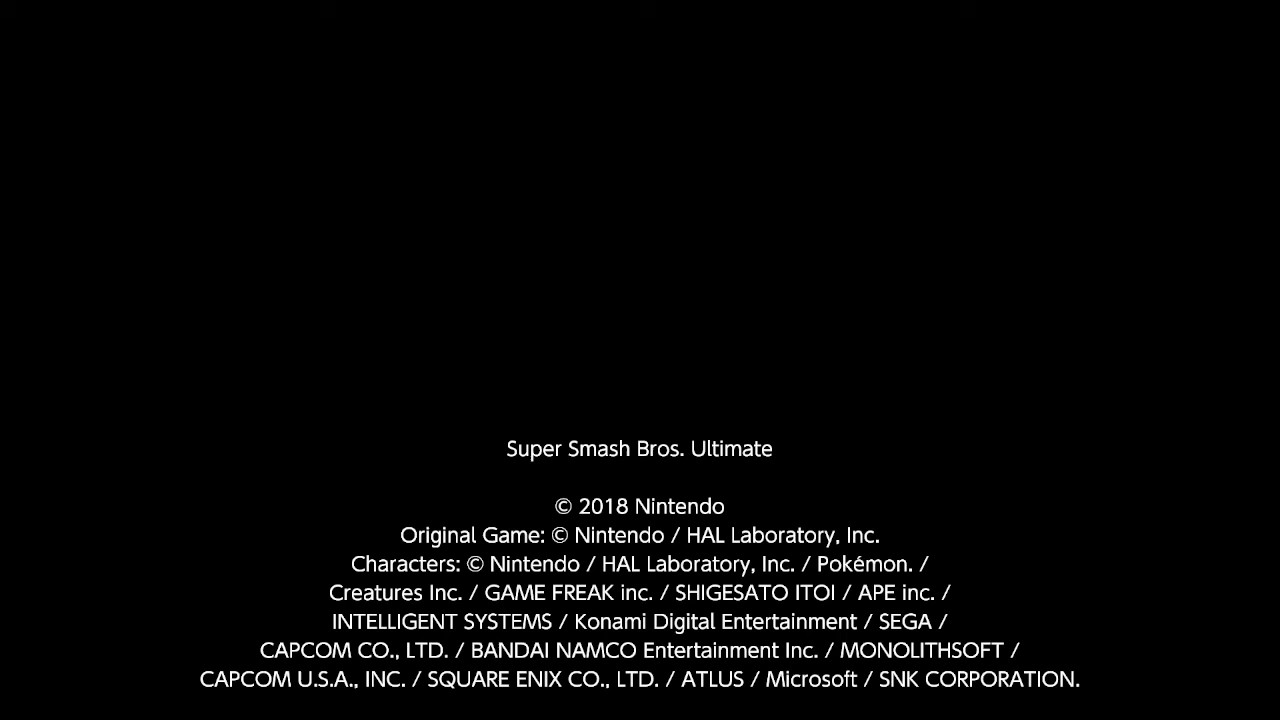 Super Smash Bros. Ultimate
© 2018 Nintendo
Original Game: © Nintendo / HAL Laboratory, Inc.
Characters: © Nintendo / HAL Laboratory, Inc. / Pokémon. /
Creatures Inc. / GAME FREAK inc. / SHIGESATO ITOI / APE inc. /
INTELLIGENT SYSTEMS / Konami Digital Entertainment / SEGA /
CAPCOM CO., LTD. / BANDAI NAMCO Entertainment Inc. / MONOLITHSOFT /
CAPCOM U.S.A., INC. / SQUARE ENIX CO., LTD. / ATLUS / Microsoft / SNK CORPORATION.